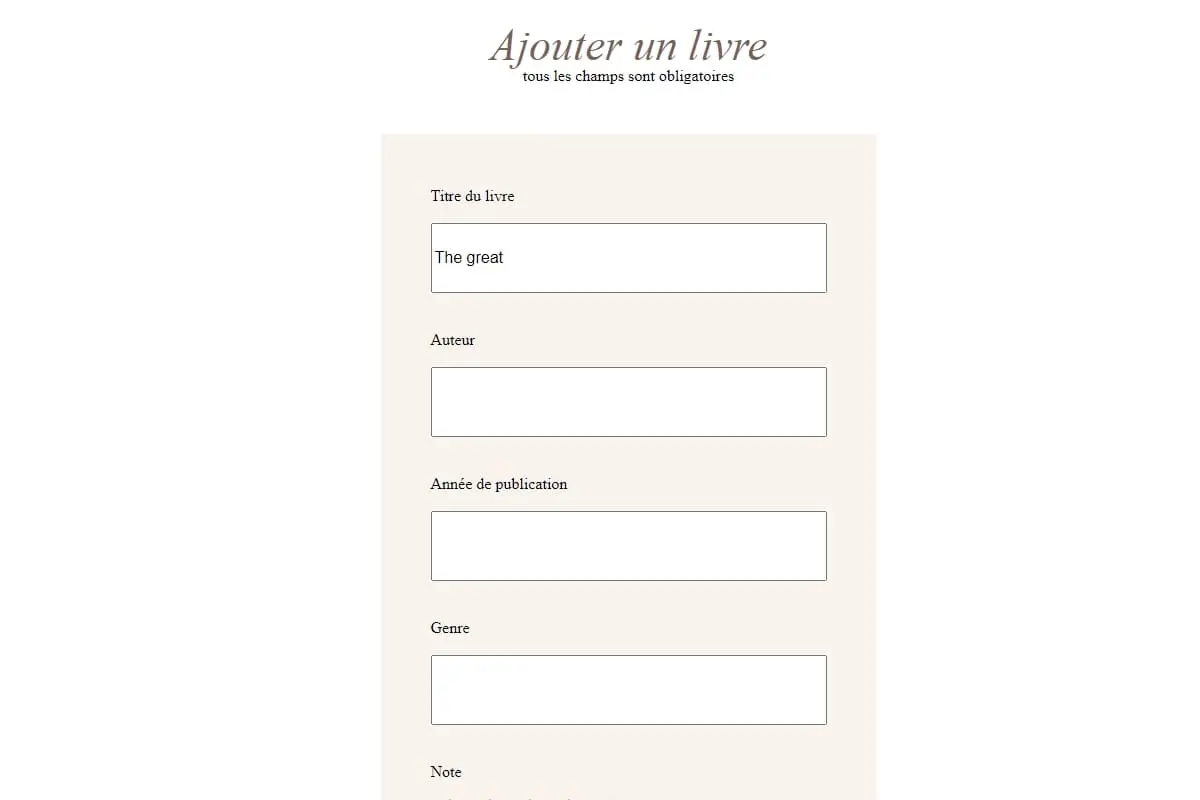 Ajouter un livre
tous les champs sont obligatoires
Titre du livre
The great
Auteur
Année de publication
Genre
Note